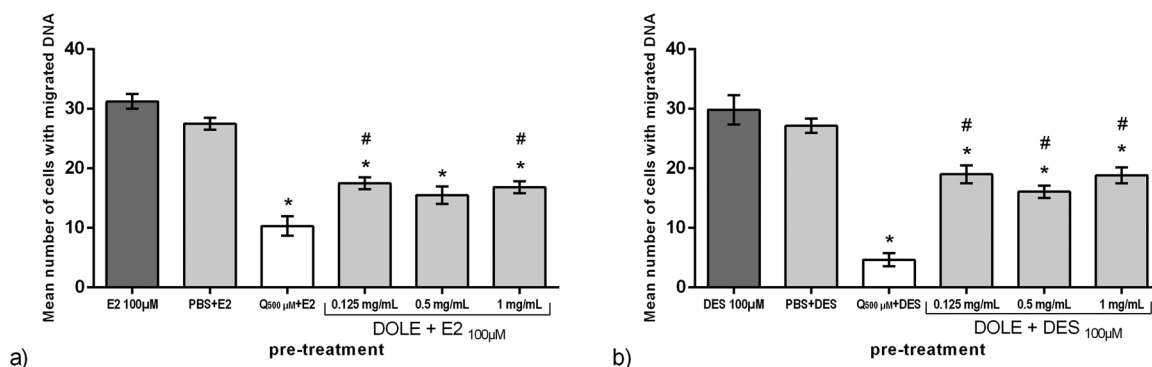 Mean number of cells with migrated DNA
40
30
20
10
0
*
# *
*
# *
E2 100µM
PBS+E2
Q500 µM+E2
0.125 mg/mL
0.5 mg/mL
1 mg/mL
DOLE + E2 100µM
pre-treatment
a)
Mean number of cells with migrated DNA
40
30
20
10
0
*
# *
# *
# *
DES 100µM
PBS+DES
Q500 µM+DES
0.125 mg/mL
0.5 mg/mL
1 mg/mL
DOLE + DES 100µM
pre-treatment
b)